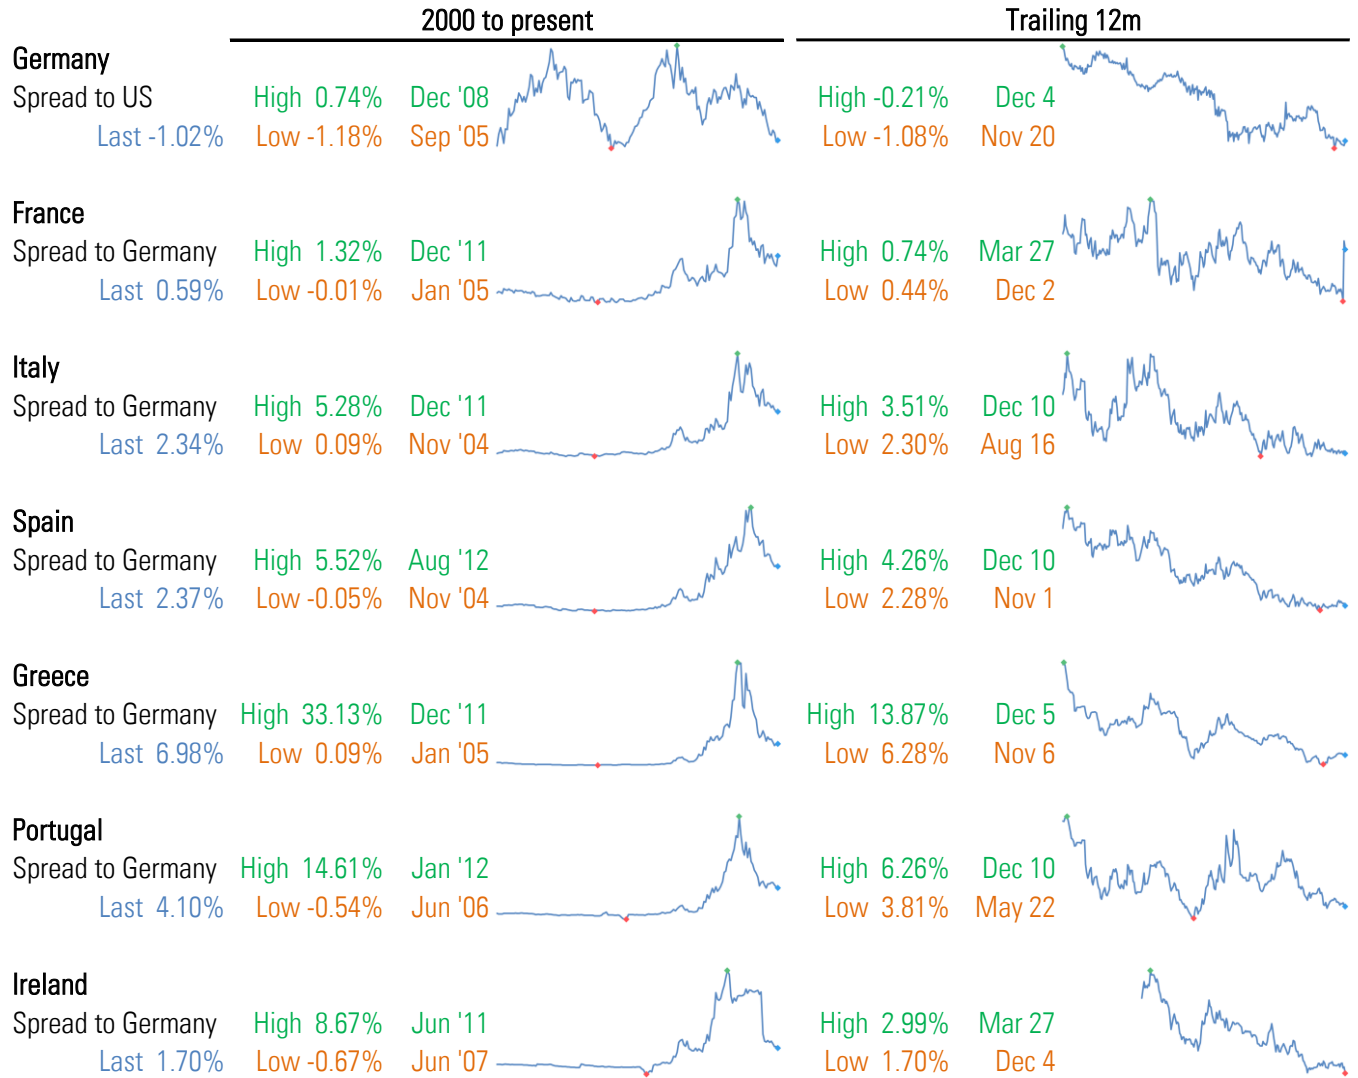 2000 to present Trailing 12m
Germany
Spread to US High 0.74% Dec '08 High -0.21% Dec 4
Last -1.02% Low -1.18% Sep '05 Low -1.08% Nov 20
France
Spread to Germany High 1.32% Dec '11 High 0.74% Mar 27
Last 0.59% Low -0.01% Jan '05 Low 0.44% Dec 2
Italy
Spread to Germany High 5.28% Dec '11 High 3.51% Dec 10
Last 2.34% Low 0.09% Nov '04 Low 2.30% Aug 16
Spain
Spread to Germany High 5.52% Aug '12 High 4.26% Dec 10
Last 2.37% Low -0.05% Nov '04 Low 2.28% Nov 1
Greece
Spread to Germany High 33.13% Dec '11 High 13.87% Dec 5
Last 6.98% Low 0.09% Jan '05 Low 6.28% Nov 6
Portugal
Spread to Germany High 14.61% Jan '12 High 6.26% Dec 10
Last 4.10% Low -0.54% Jun '06 Low 3.81% May 22
Ireland
Spread to Germany High 8.67% Jun '11 High 2.99% Mar 27
Last 1.70% Low -0.67% Jun '07 Low 1.70% Dec 4